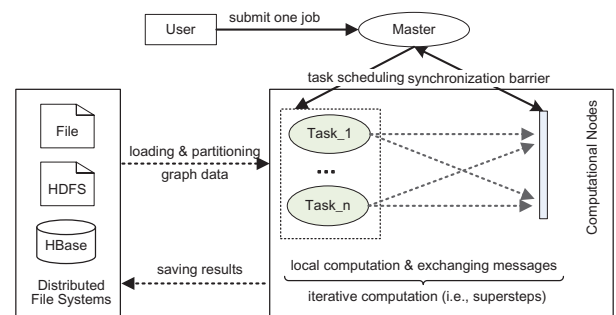 submit one job
User
Master
task scheduling synchronization barrier
File
HDFS
HBase
Distributed
File Systems
loading & partitioning
graph data
saving results
Task_1
...
Task_n
local computation & exchanging messages
iterative computation (i.e., supersteps)
Computational Nodes